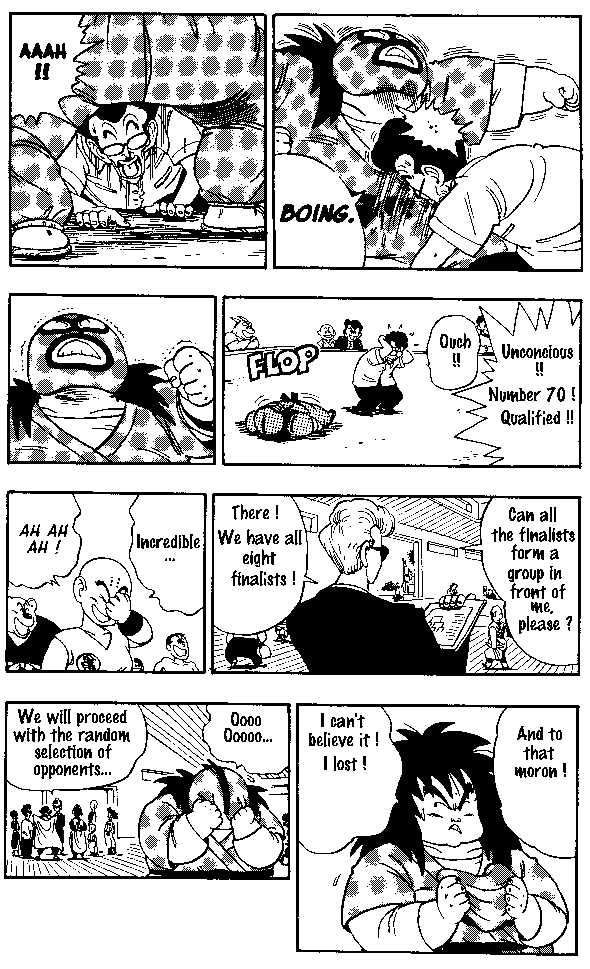 AAAH
!!
BOING.
FLOP
Ouch
!!
Unconcious
!!
Number 70 !
Qualified !!
AH AH
AH !
Incredible
...
There !
We have all
eight
finalists !
Can all
the finalists
form a
group in
front of
me,
please ?
We will proceed
with the random
selection of
opponents...
Oooo
Ooooo...
I can't
believe it !
I lost !
And to
that
moron !